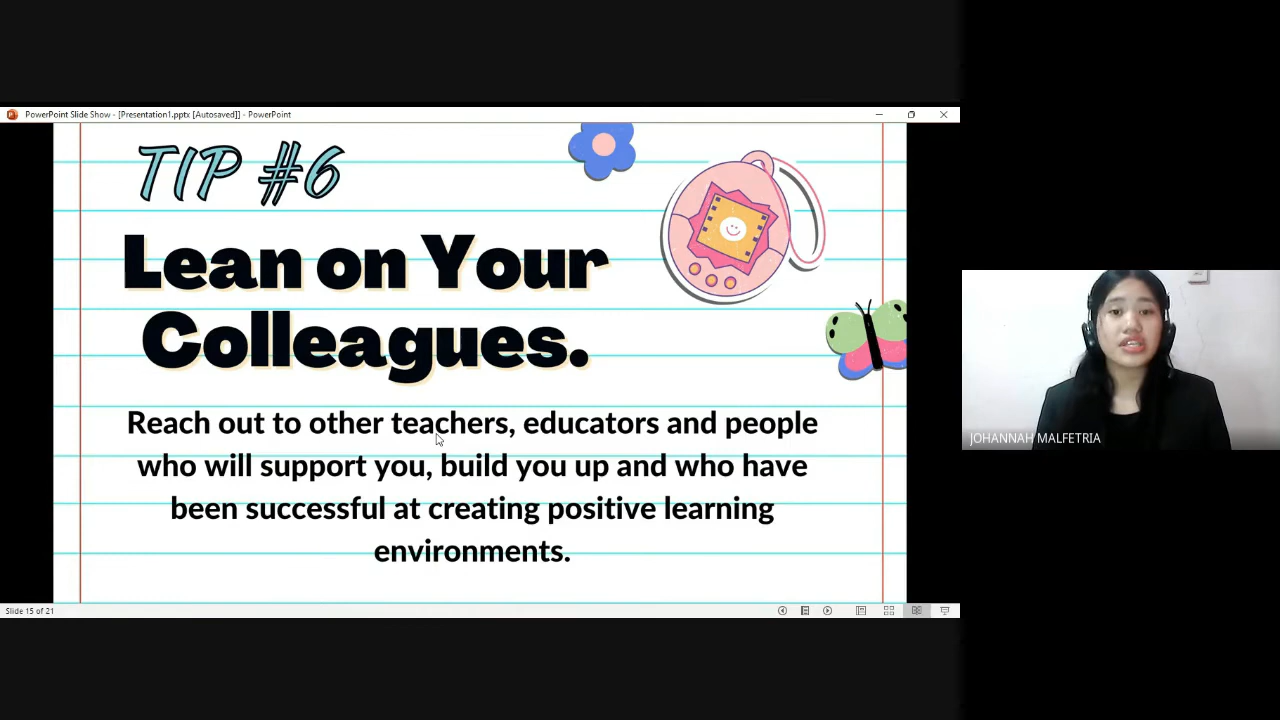 PowerPoint Slide Show - [Presentation1.pptx [Autosaved]] - PowerPoint
TIP #6
Lean on Your
Colleagues.
Reach out to other teachers, educators and people
who will support you, build you up and who have
been successful at creating positive learning
environments.
JOHANNAH MALFETRIA
Slide 15 of 21